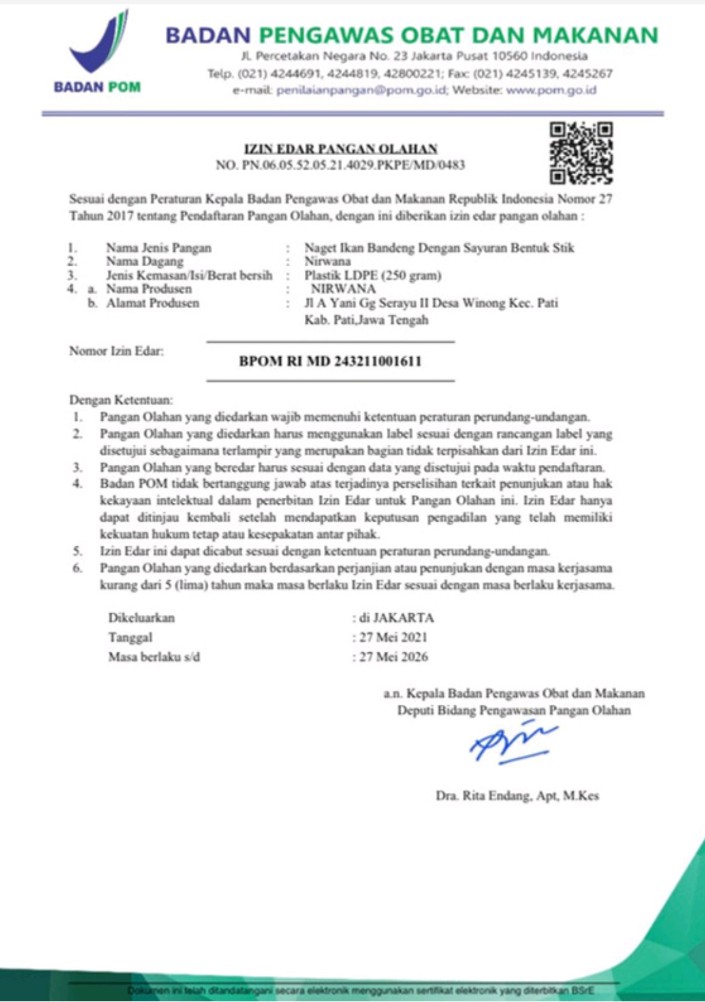 BADAN POM
BADAN PENGAWAS OBAT DAN MAKANAN
Jl. Percetakan Negara No. 23 Jakarta Pusat 10560 Indonesia
Telp. (021) 4244691, 4244819, 42800221; Fax: (021) 4245139, 4245267
e-mail: penilaianpangan@pom.go.id; Website: www.pom.go.id
IZIN EDAR PANGAN OLAHAN
NO. PN.06.05.52.05.21.4029.PKPE/MD/0483
Sesuai dengan Peraturan Kepala Badan Pengawas Obat dan Makanan Republik Indonesia Nomor 27
Tahun 2017 tentang Pendaftaran Pangan Olahan, dengan ini diberikan izin edar pangan olahan :
1. Nama Jenis Pangan : Naget Ikan Bandeng Dengan Sayuran Bentuk Stik
2. Nama Dagang : Nirwana
3. Jenis Kemasan/Isi/Berat bersih : Plastik LDPE (250 gram)
4. a. Nama Produsen : NIRWANA
b. Alamat Produsen : Jl A Yani Gg Serayu II Desa Winong Kec. Pati
Kab. Pati,Jawa Tengah
Nomor Izin Edar:
BPOM RI MD 243211001611
Dengan Ketentuan:
1. Pangan Olahan yang diedarkan wajib memenuhi ketentuan peraturan perundang-undangan.
2. Pangan Olahan yang diedarkan harus menggunakan label sesuai dengan rancangan label yang
disetujui sebagaimana terlampir yang merupakan bagian tidak terpisahkan dari Izin Edar ini.
3. Pangan Olahan yang beredar harus sesuai dengan data yang disetujui pada waktu pendaftaran.
4. Badan POM tidak bertanggung jawab atas terjadinya perselisihan terkait penunjukan atau hak
kekayaan intelektual dalam penerbitan Izin Edar untuk Pangan Olahan ini. Izin Edar hanya
dapat ditinjau kembali setelah mendapatkan keputusan pengadilan yang telah memiliki
kekuatan hukum tetap atau kesepakatan antar pihak.
5. Izin Edar ini dapat dicabut sesuai dengan ketentuan peraturan perundang-undangan.
6. Pangan Olahan yang diedarkan berdasarkan perjanjian atau penunjukan dengan masa kerjasama
kurang dari 5 (lima) tahun maka masa berlaku Izin Edar sesuai dengan masa berlaku kerjasama.
Dikeluarkan : di JAKARTA
Tanggal : 27 Mei 2021
Masa berlaku s/d : 27 Mei 2026
a.n. Kepala Badan Pengawas Obat dan Makanan
Deputi Bidang Pengawasan Pangan Olahan
Dra. Rita Endang, Apt, M.Kes
Dokumen ini telah ditandatangani secara elektronik menggunakan sertifikat elektronik yang diterbitkan BSrE